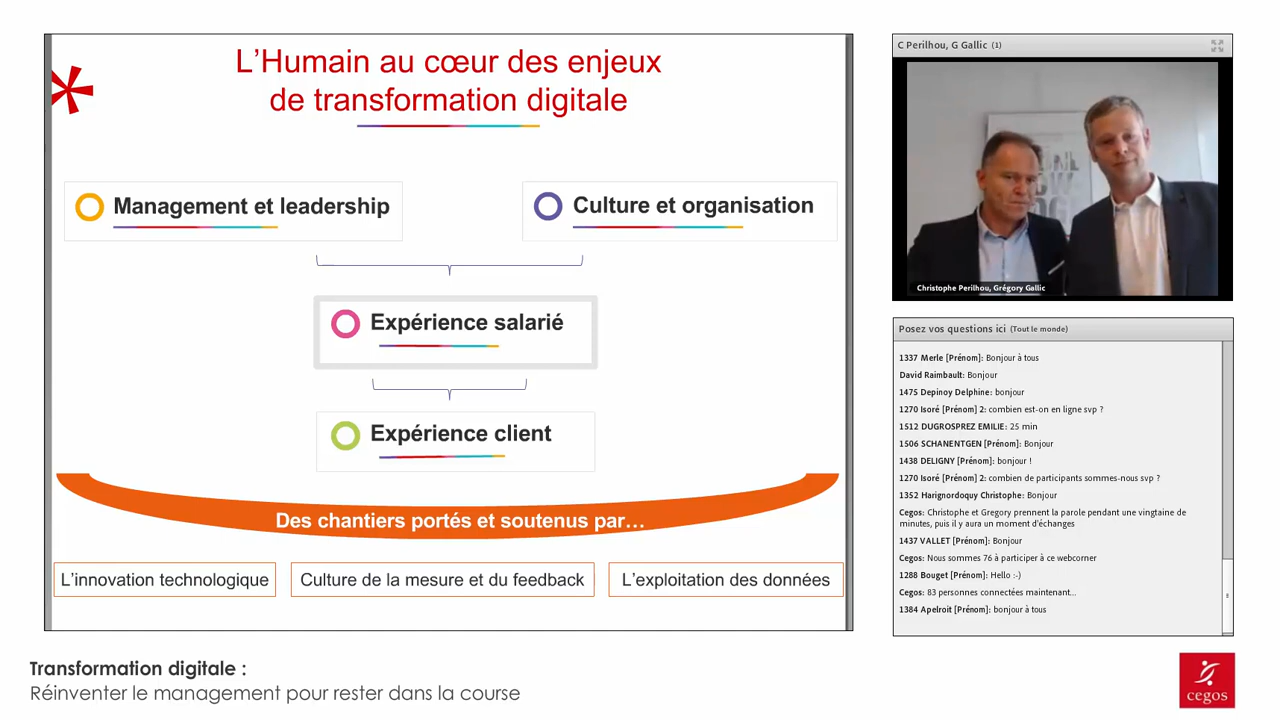 L'Humain au cœur des enjeux
de transformation digitale
Management et leadership
Culture et organisation
Expérience salarié
Expérience client
Des chantiers portés et soutenus par...
L'innovation technologique
Culture de la mesure et du feedback
L'exploitation des données
C Perilhou, G Gallic (1)
Christophe Perilhou, Grégory Gallic
Posez vos questions ici (Tout le monde)
1337 Merle [Prénom]: Bonjour à tous
David Raimbault: Bonjour
1475 Depinoy Delphine: bonjour
1270 Isoré [Prénom] 2: combien est-on en ligne svp ?
1512 DUGROSPREZ EMILIE: 25 min
1506 SCHANENTGEN [Prénom]: Bonjour
1438 DELIGNY [Prénom]: bonjour !
1270 Isoré [Prénom] 2: combien de participants sommes-nous svp ?
1352 Harignordoquy Christophe: Bonjour
Cegos: Christophe et Gregory prennent la parole pendant une vingtaine de
minutes, puis il y aura un moment d'échanges
1437 VALLET [Prénom]: Bonjour
Cegos: Nous sommes 76 à participer à ce webcorner
1288 Bouget [Prénom]: Hello :-)
Cegos: 83 personnes connectées maintenant...
1384 Apelroit [Prénom]: bonjour à tous
Transformation digitale :
Réinventer le management pour rester dans la course
cegos